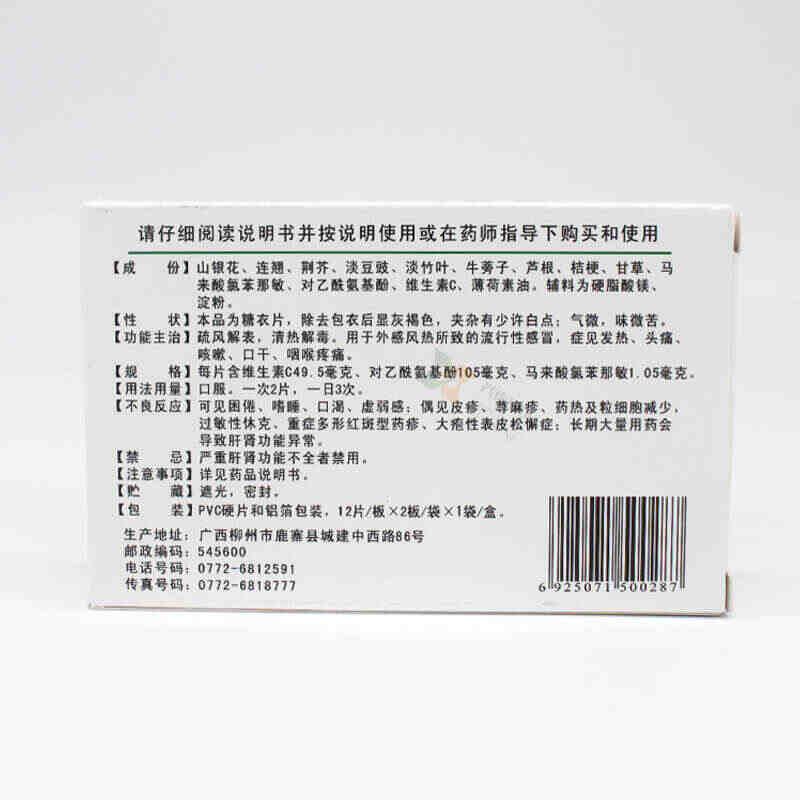 请仔细阅读说明书并按说明使用或在药师指导下购买和使用
【成 份】山银花、连翘、荆芥、淡豆豉、淡竹叶、牛蒡子、芦根、桔梗、甘草、马
来酸氯苯那敏、对乙酰氨基酚、维生素C、薄荷素油。辅料为硬脂酸镁、
淀粉。
【性 状】本品为糖衣片，除去包衣后显灰褐色，夹杂有少许白点；气微，味微苦。
【功能主治】疏风解表，清热解毒。用于外感风热所致的流行性感冒，症见发热、头痛、
咳嗽、口干、咽喉疼痛。
【规 格】每片含维生素C49.5毫克、对乙酰氨基酚105毫克、马来酸氯苯那敏1.05毫克。
【用法用量】口服。一次2片，一日3次。
【不良反应】可见困倦、嗜睡、口渴、虚弱感；偶见皮疹、荨麻疹、药热及粒细胞减少，
过敏性休克、重症多形红斑型药疹、大疱性表皮松懈症；长期大量用药会
导致肝肾功能异常。
【禁 忌】严重肝肾功能不全者禁用。
【注意事项】详见药品说明书。
【贮 藏】遮光，密封。
【包 装】PVC硬片和铝箔包装，12片/板×2板/袋×1袋/盒。
生产地址：广西柳州市鹿寨县城建中西路86号
邮政编码：545600
电话号码：0772-6812591
传真号码：0772-6818777
6 925071 500287